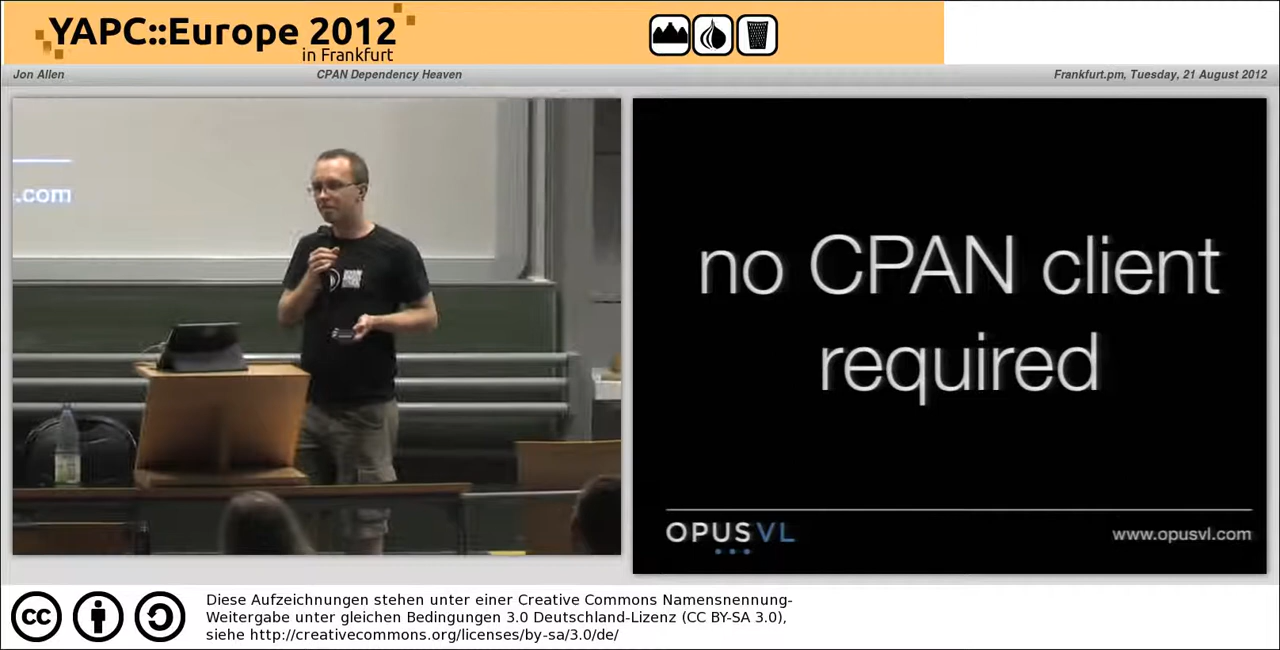 YAPC::Europe 2012
in Frankfurt
Jon Allen
CPAN Dependency Heaven
Frankfurt.pm, Tuesday, 21 August 2012
.com
no CPAN client
required
OPUSVL
www.opusvl.com
cc
Diese Aufzeichnungen stehen unter einer Creative Commons Namensnennung-
Weitergabe unter gleichen Bedingungen 3.0 Deutschland-Lizenz (CC BY-SA 3.0),
siehe http://creativecommons.org/licenses/by-sa/3.0/de/